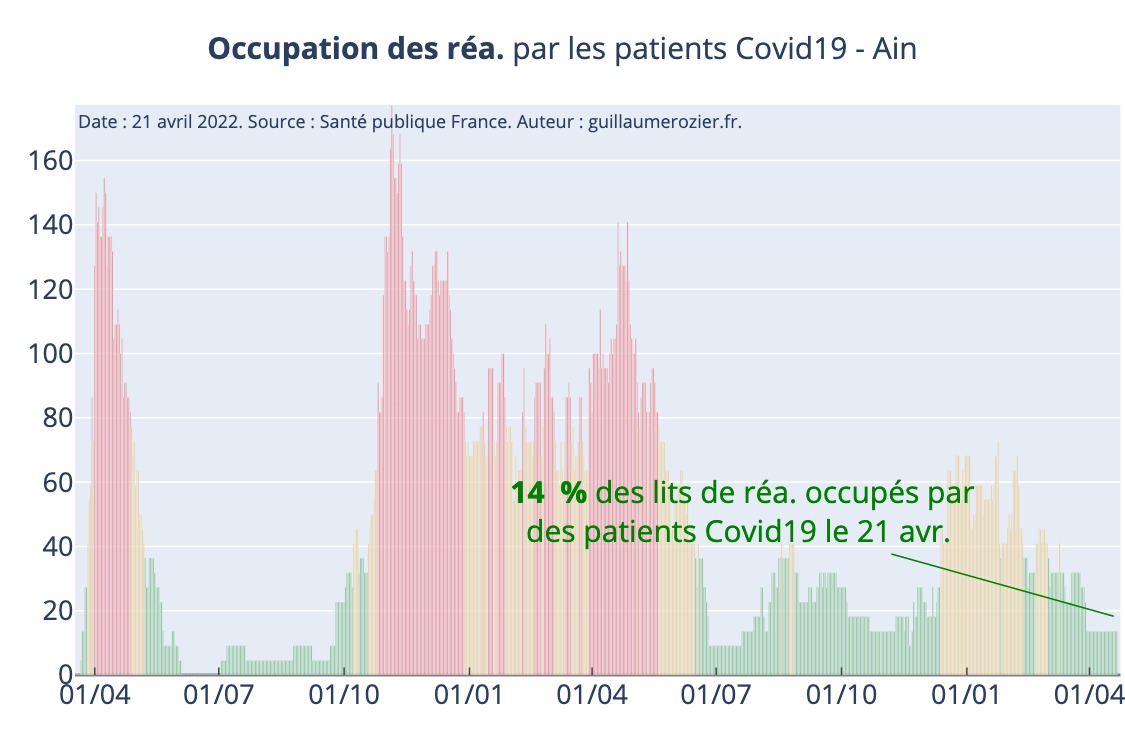 Occupation des réa. par les patients Covid19 - Ain
Date : 21 avril 2022. Source : Santé publique France. Auteur : guillaumerozier.fr.
160
140
120
100
80
60
40
20
0
14 % des lits de réa. occupés par
des patients Covid19 le 21 avr.
01/04 01/07 01/10 01/01 01/04 01/07 01/10 01/01 01/04